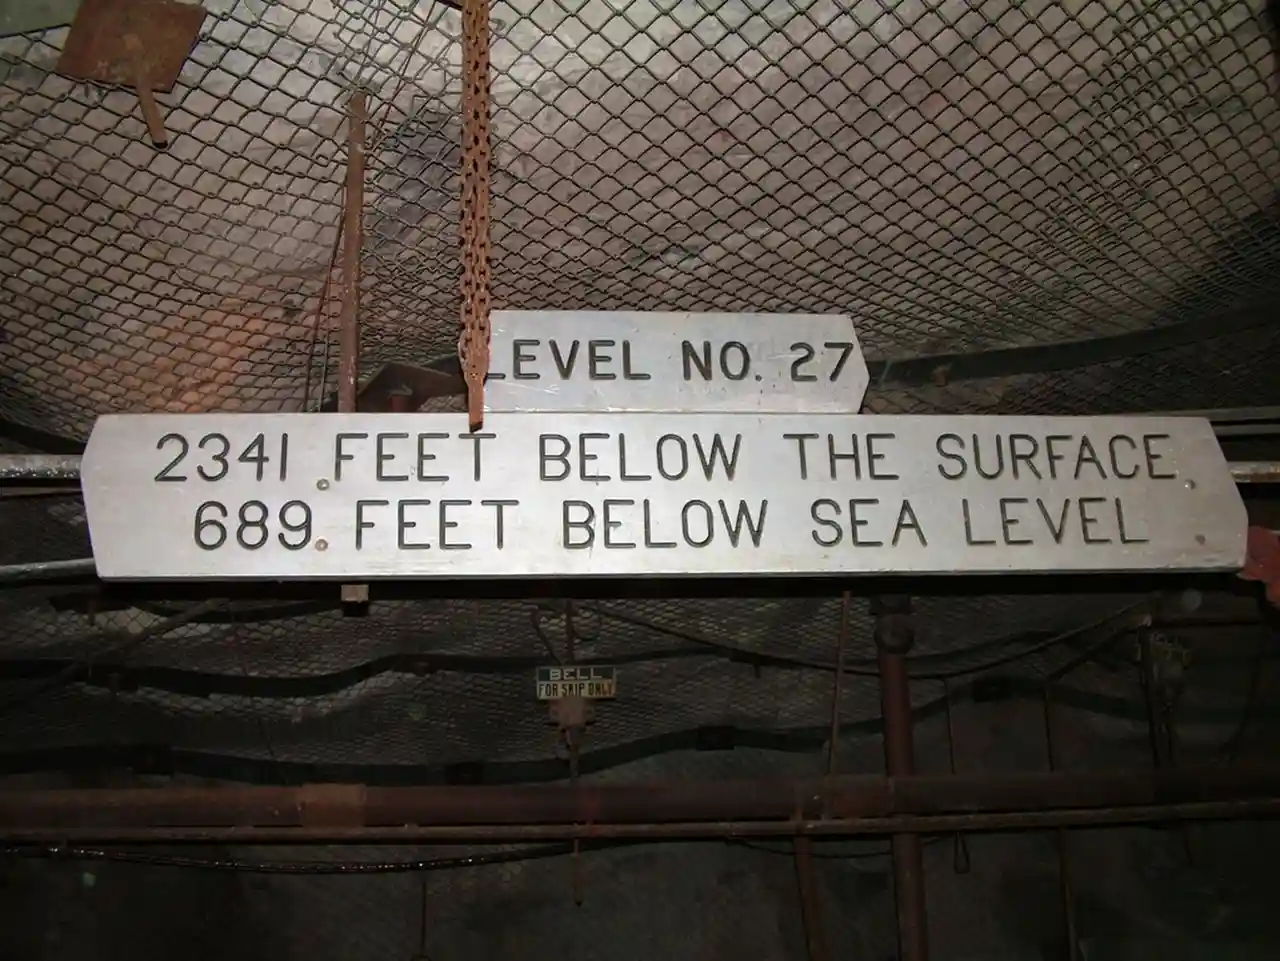 LEVEL NO. 27
2341 FEET BELOW THE SURFACE
689 FEET BELOW SEA LEVEL
BELL
FOR SKIP ONLY